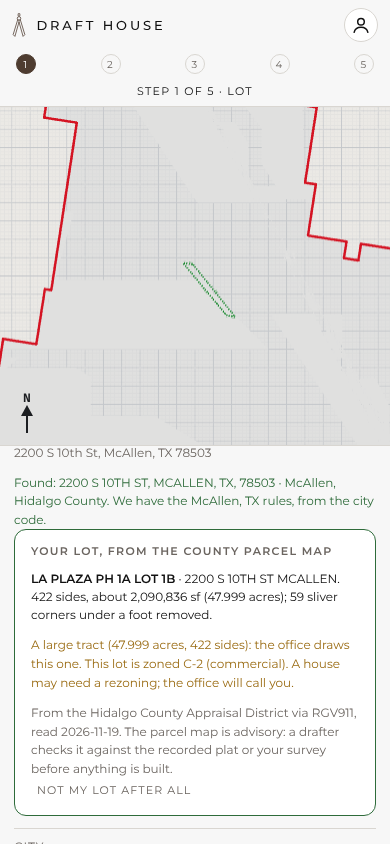 DRAFT HOUSE
1 2 3 4 5
STEP 1 OF 5 · LOT
N
2200 S 10th St, McAllen, TX 78503
Found: 2200 S 10TH ST, MCALLEN, TX, 78503 · McAllen,
Hidalgo County. We have the McAllen, TX rules, from the city
code.
YOUR LOT, FROM THE COUNTY PARCEL MAP
LA PLAZA PH 1A LOT 1B · 2200 S 10TH ST MCALLEN.
422 sides, about 2,090,836 sf (47.999 acres); 59 sliver
corners under a foot removed.
A large tract (47.999 acres, 422 sides): the office draws
this one. This lot is zoned C-2 (commercial). A house
may need a rezoning; the office will call you.
From the Hidalgo County Appraisal District via RGV911,
read 2026-11-19. The parcel map is advisory: a drafter
checks it against the recorded plat or your survey
before anything is built.
NOT MY LOT AFTER ALL